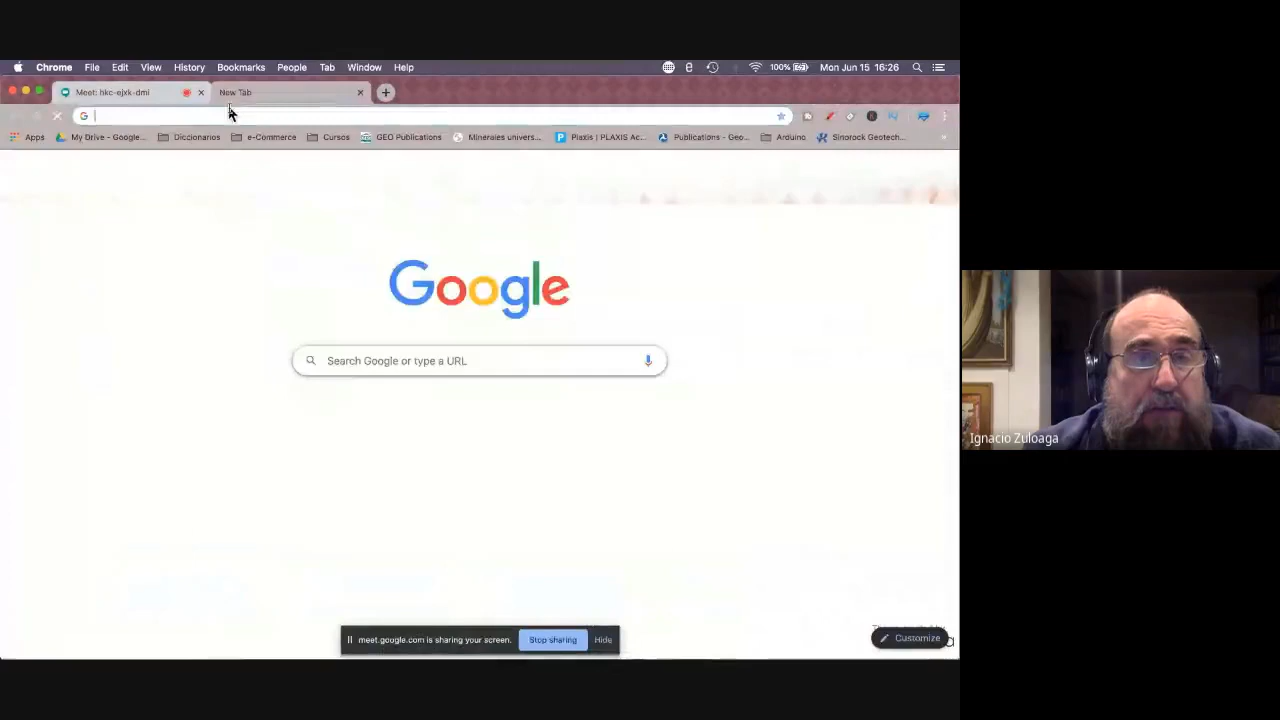 Chrome File Edit View History Bookmarks People Tab Window Help 100% Mon Jun 15 16:26
Meet: hkc-ejxk-dmi New Tab
Apps My Drive - Google... Diccionarios e-Commerce Cursos GEO Publications Minerales univers... Plaxis | PLAXIS Ac... Publications - Geo... Arduino Sinorock Geotech...
Google
Search Google or type a URL
Ignacio Zuloaga
meet.google.com is sharing your screen. Stop sharing Hide
Customize